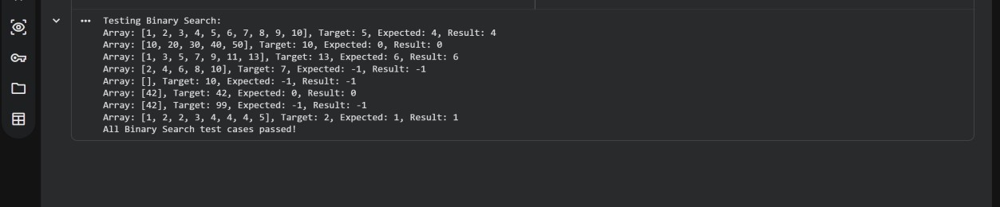 Testing Binary Search:
Array: [1, 2, 3, 4, 5, 6, 7, 8, 9, 10], Target: 5, Expected: 4, Result: 4
Array: [10, 20, 30, 40, 50], Target: 10, Expected: 0, Result: 0
Array: [1, 3, 5, 7, 9, 11, 13], Target: 13, Expected: 6, Result: 6
Array: [2, 4, 6, 8, 10], Target: 7, Expected: -1, Result: -1
Array: [], Target: 10, Expected: -1, Result: -1
Array: [42], Target: 42, Expected: 0, Result: 0
Array: [42], Target: 99, Expected: -1, Result: -1
Array: [1, 2, 2, 3, 4, 4, 4, 5], Target: 2, Expected: 1, Result: 1
All Binary Search test cases passed!